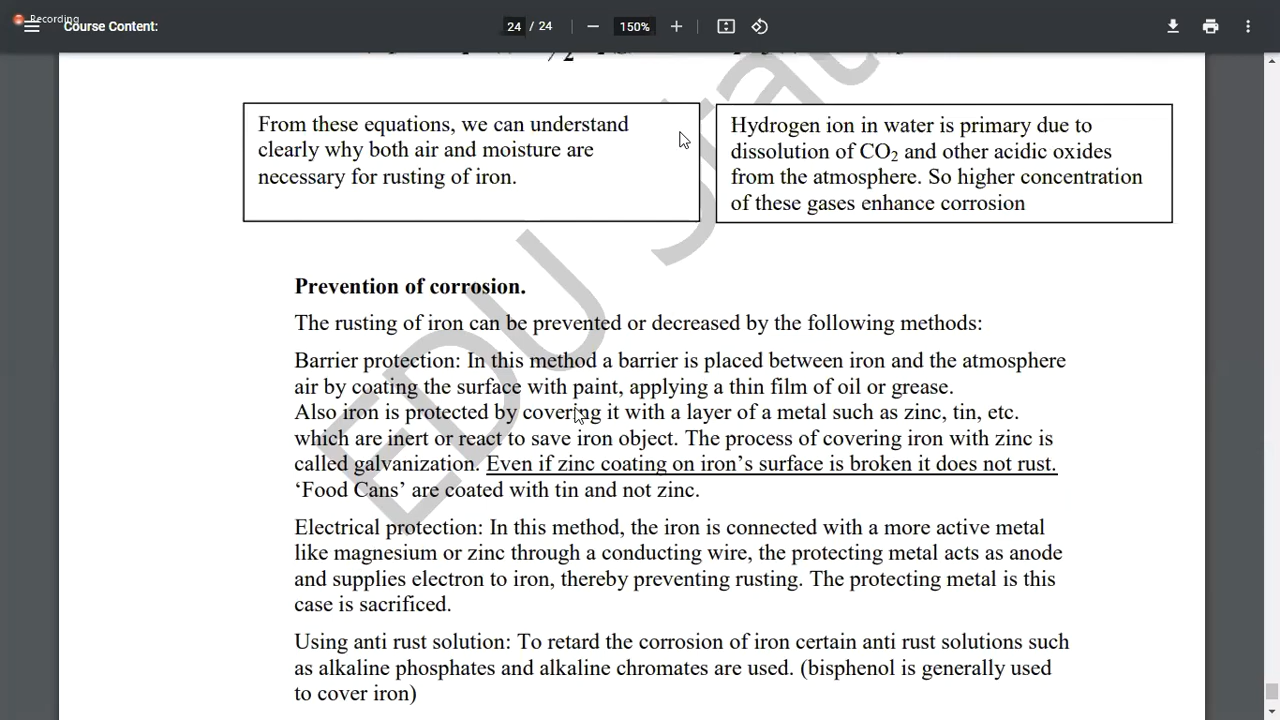 Recording
Course Content:
24 / 24
150%
From these equations, we can understand
clearly why both air and moisture are
necessary for rusting of iron.
Hydrogen ion in water is primary due to
dissolution of CO₂ and other acidic oxides
from the atmosphere. So higher concentration
of these gases enhance corrosion
Prevention of corrosion.
The rusting of iron can be prevented or decreased by the following methods:
Barrier protection: In this method a barrier is placed between iron and the atmosphere
air by coating the surface with paint, applying a thin film of oil or grease.
Also iron is protected by covering it with a layer of a metal such as zinc, tin, etc.
which are inert or react to save iron object. The process of covering iron with zinc is
called galvanization. Even if zinc coating on iron's surface is broken it does not rust.
‘Food Cans’ are coated with tin and not zinc.
Electrical protection: In this method, the iron is connected with a more active metal
like magnesium or zinc through a conducting wire, the protecting metal acts as anode
and supplies electron to iron, thereby preventing rusting. The protecting metal is this
case is sacrificed.
Using anti rust solution: To retard the corrosion of iron certain anti rust solutions such
as alkaline phosphates and alkaline chromates are used. (bisphenol is generally used
to cover iron)
EDU